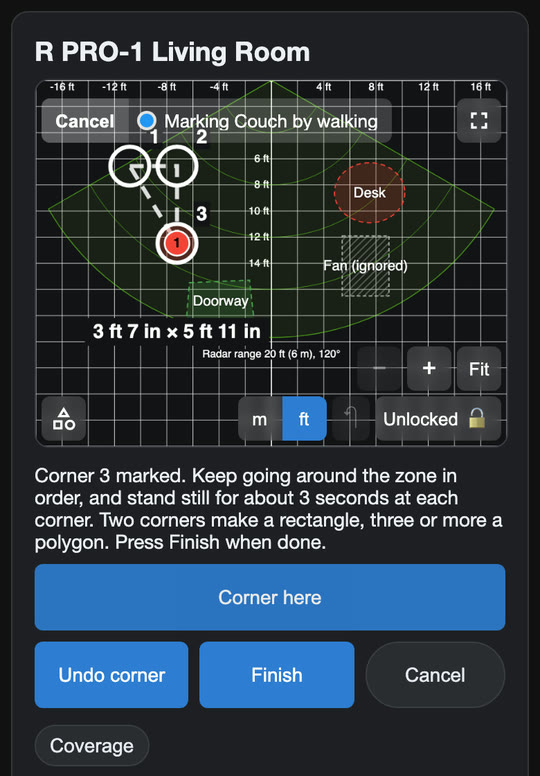 R PRO-1 Living Room
-16 ft -12 ft -8 ft -4 ft 4 ft 8 ft 12 ft 16 ft
Cancel Marking Couch by walking
1 2
6 ft
8 ft
Desk
3 10 ft
1 12 ft
14 ft Fan (ignored)
Doorway
3 ft 7 in × 5 ft 11 in
Radar range 20 ft (6 m), 120°
− + Fit
m ft Unlocked
Corner 3 marked. Keep going around the zone in
order, and stand still for about 3 seconds at each
corner. Two corners make a rectangle, three or more a
polygon. Press Finish when done.
Corner here
Undo corner Finish Cancel
Coverage